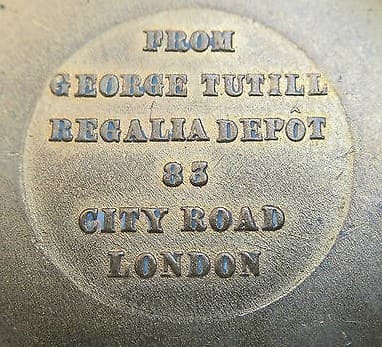 FROM
GEORGE TUTILL
REGALIA DEPÔT
83
CITY ROAD
LONDON